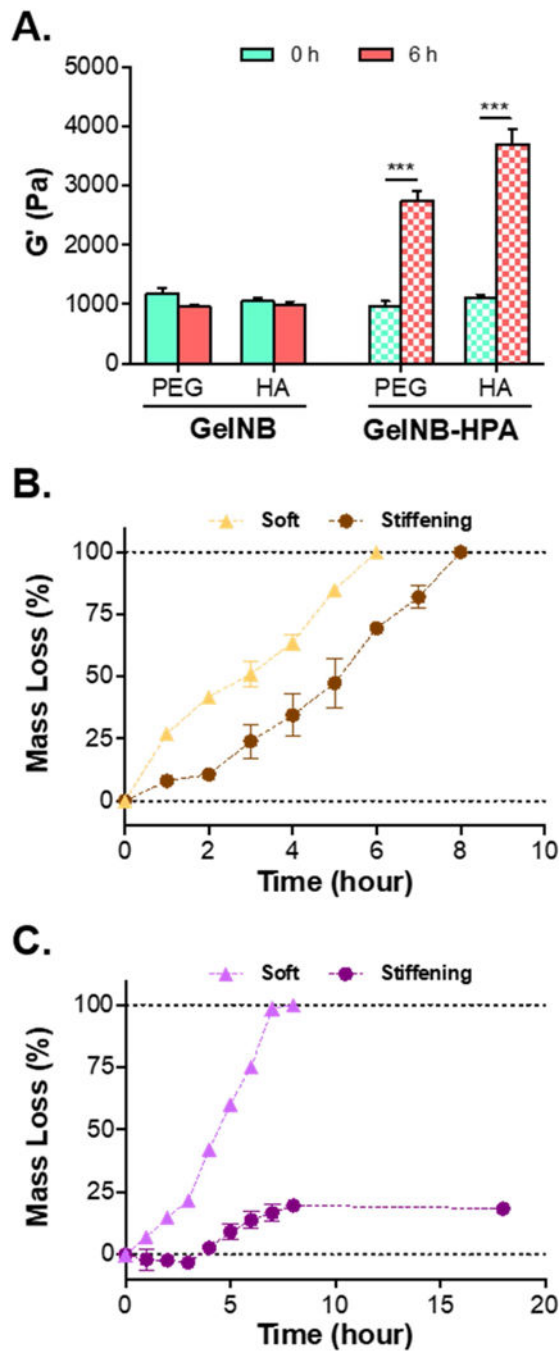 A.
0 h 6 h
5000
4000
3000
2000
1000
0
G' (Pa)
***
***
PEG HA PEG HA
GelNB GelNB-HPA
B.
Soft Stiffening
100
75
50
25
0
Mass Loss (%)
0 2 4 6 8 10
Time (hour)
C.
Soft Stiffening
100
75
50
25
0
Mass Loss (%)
0 5 10 15 20
Time (hour)